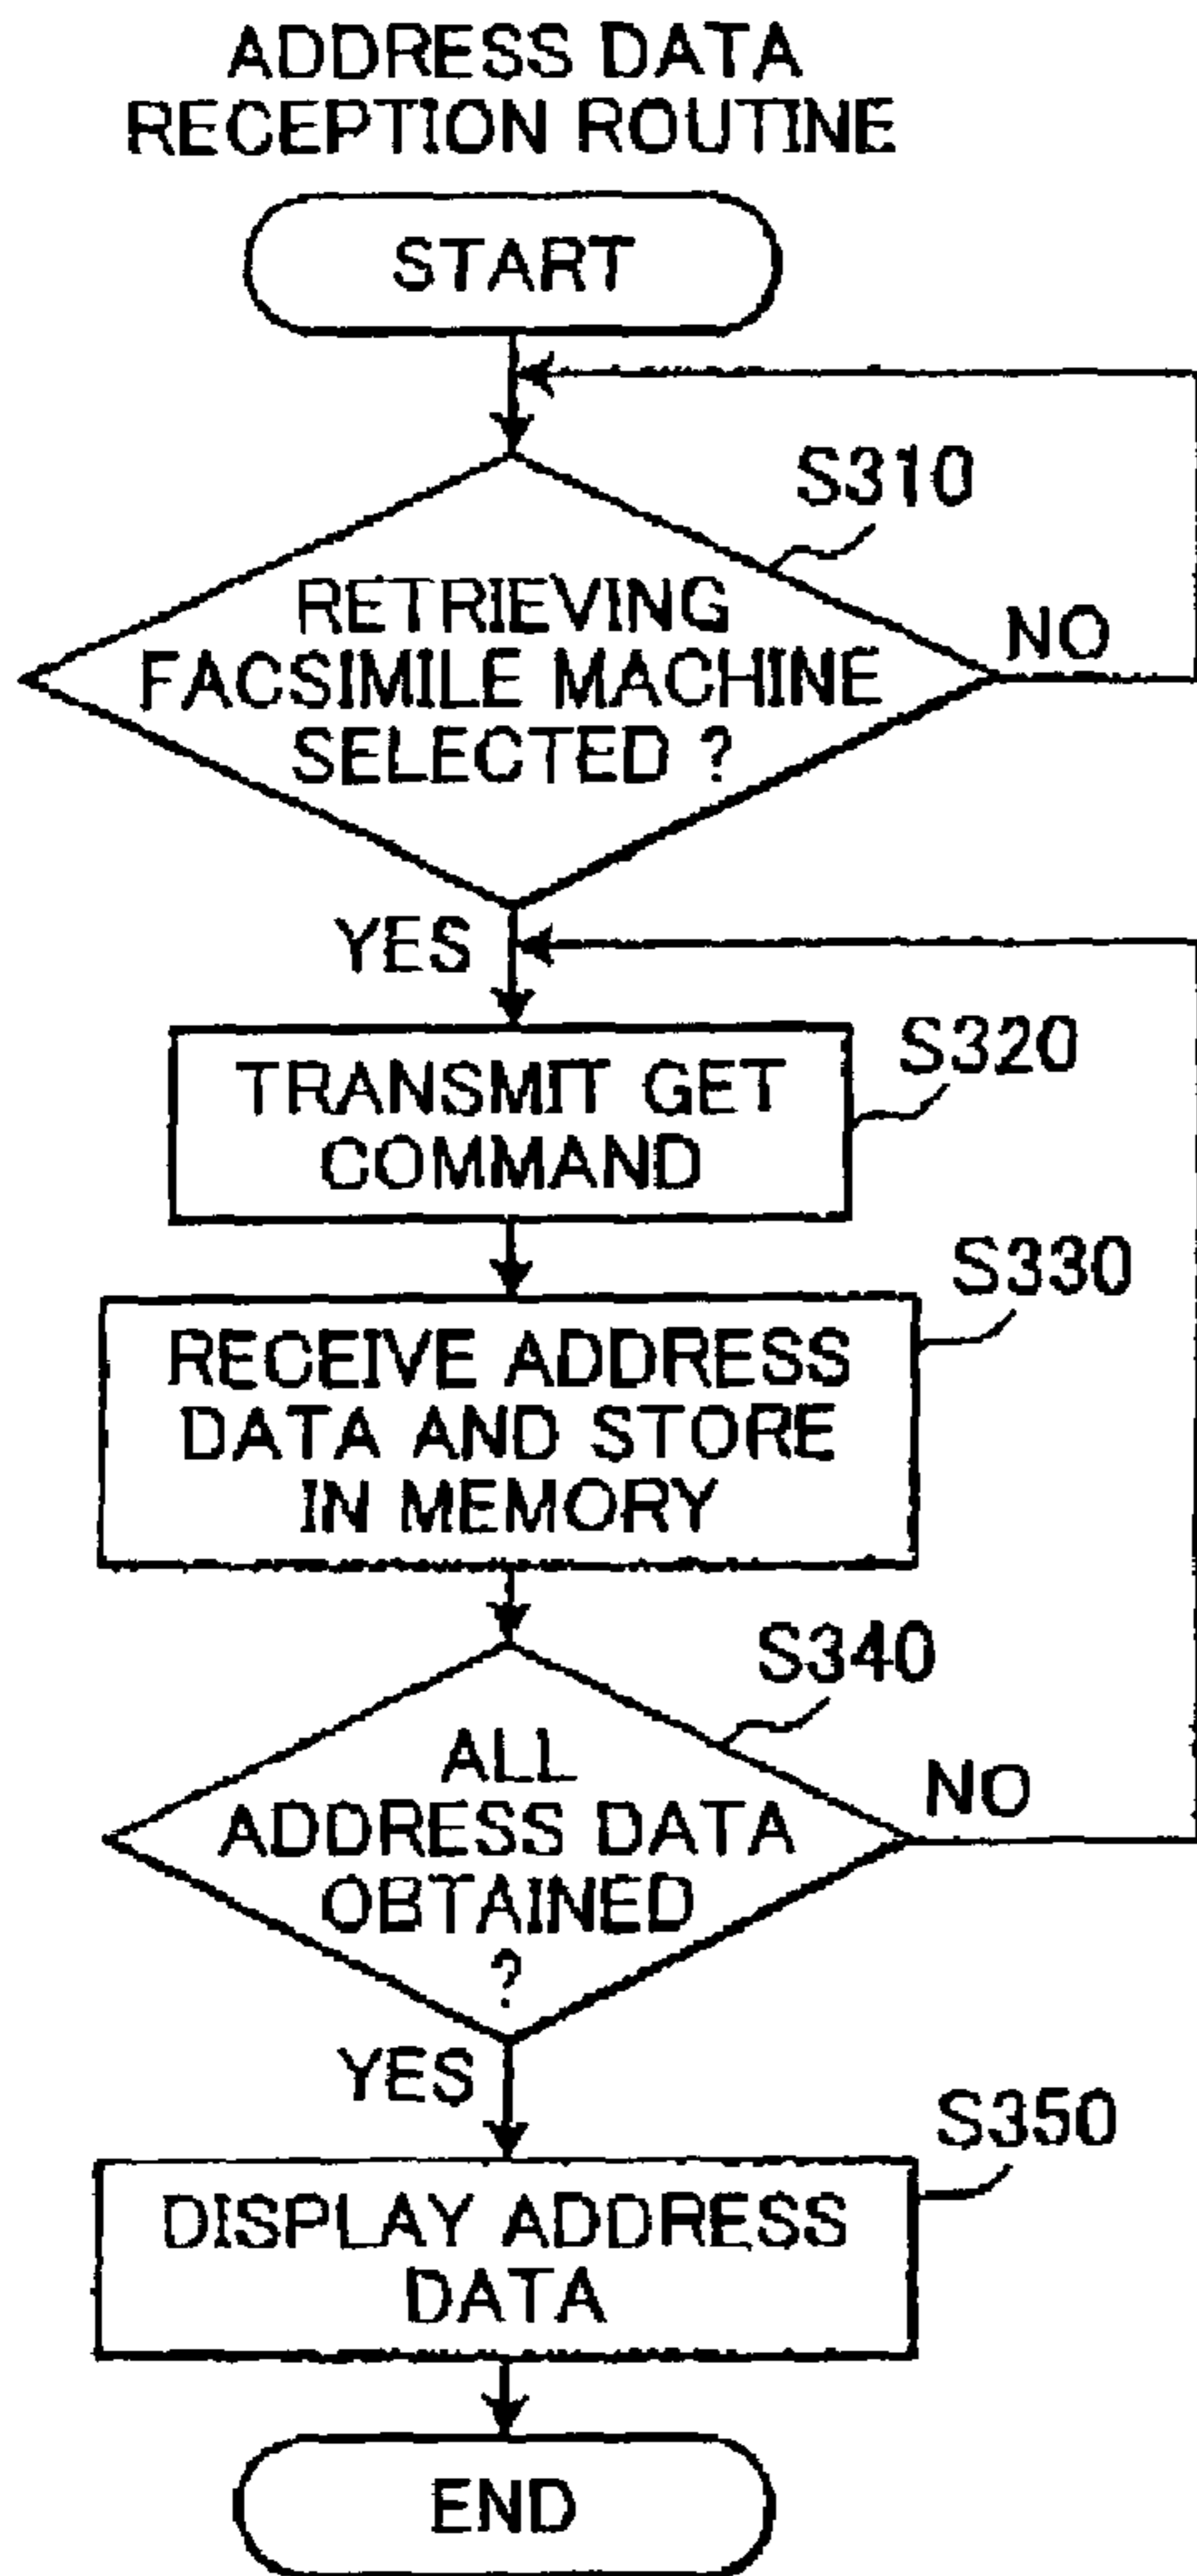 ADDRESS DATA
RECEPTION ROUTINE
START
S310
RETRIEVING
FACSIMILE MACHINE
SELECTED ?
NO
YES
S320
TRANSMIT GET
COMMAND
S330
RECEIVE ADDRESS
DATA AND STORE
IN MEMORY
S340
ALL
ADDRESS DATA
OBTAINED
?
NO
YES
S350
DISPLAY ADDRESS
DATA
END